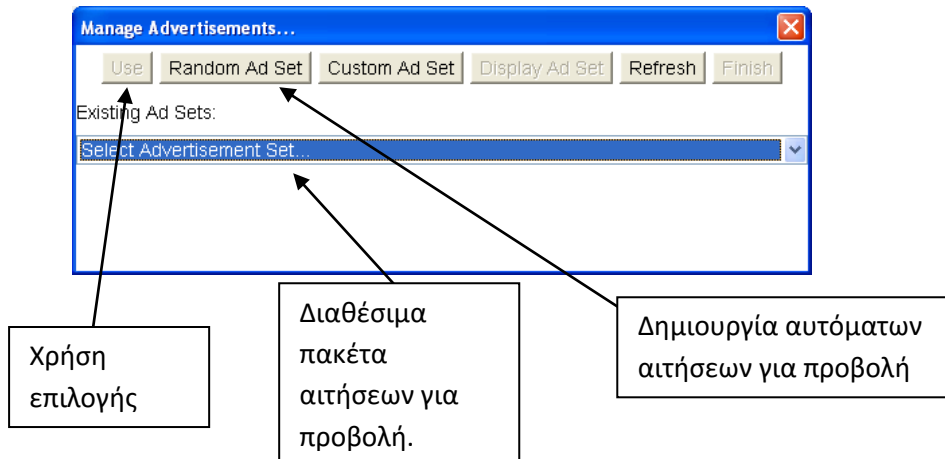 Manage Advertisements...
Use Random Ad Set Custom Ad Set Display Ad Set Refresh Finish
Existing Ad Sets:
Select Advertisement Set...
Χρήση
επιλογής
Διαθέσιμα
πακέτα
αιτήσεων για
προβολή.
Δημιουργία αυτόματων
αιτήσεων για προβολή